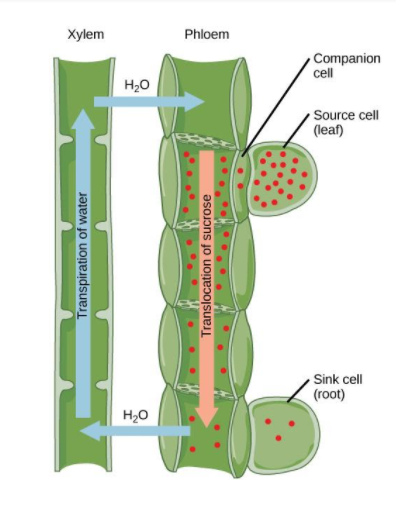 Xylem
Phloem
H₂O
Companion
cell
Source cell
(leaf)
Transpiration of water
Translocation of sucrose
Sink cell
(root)
H₂O